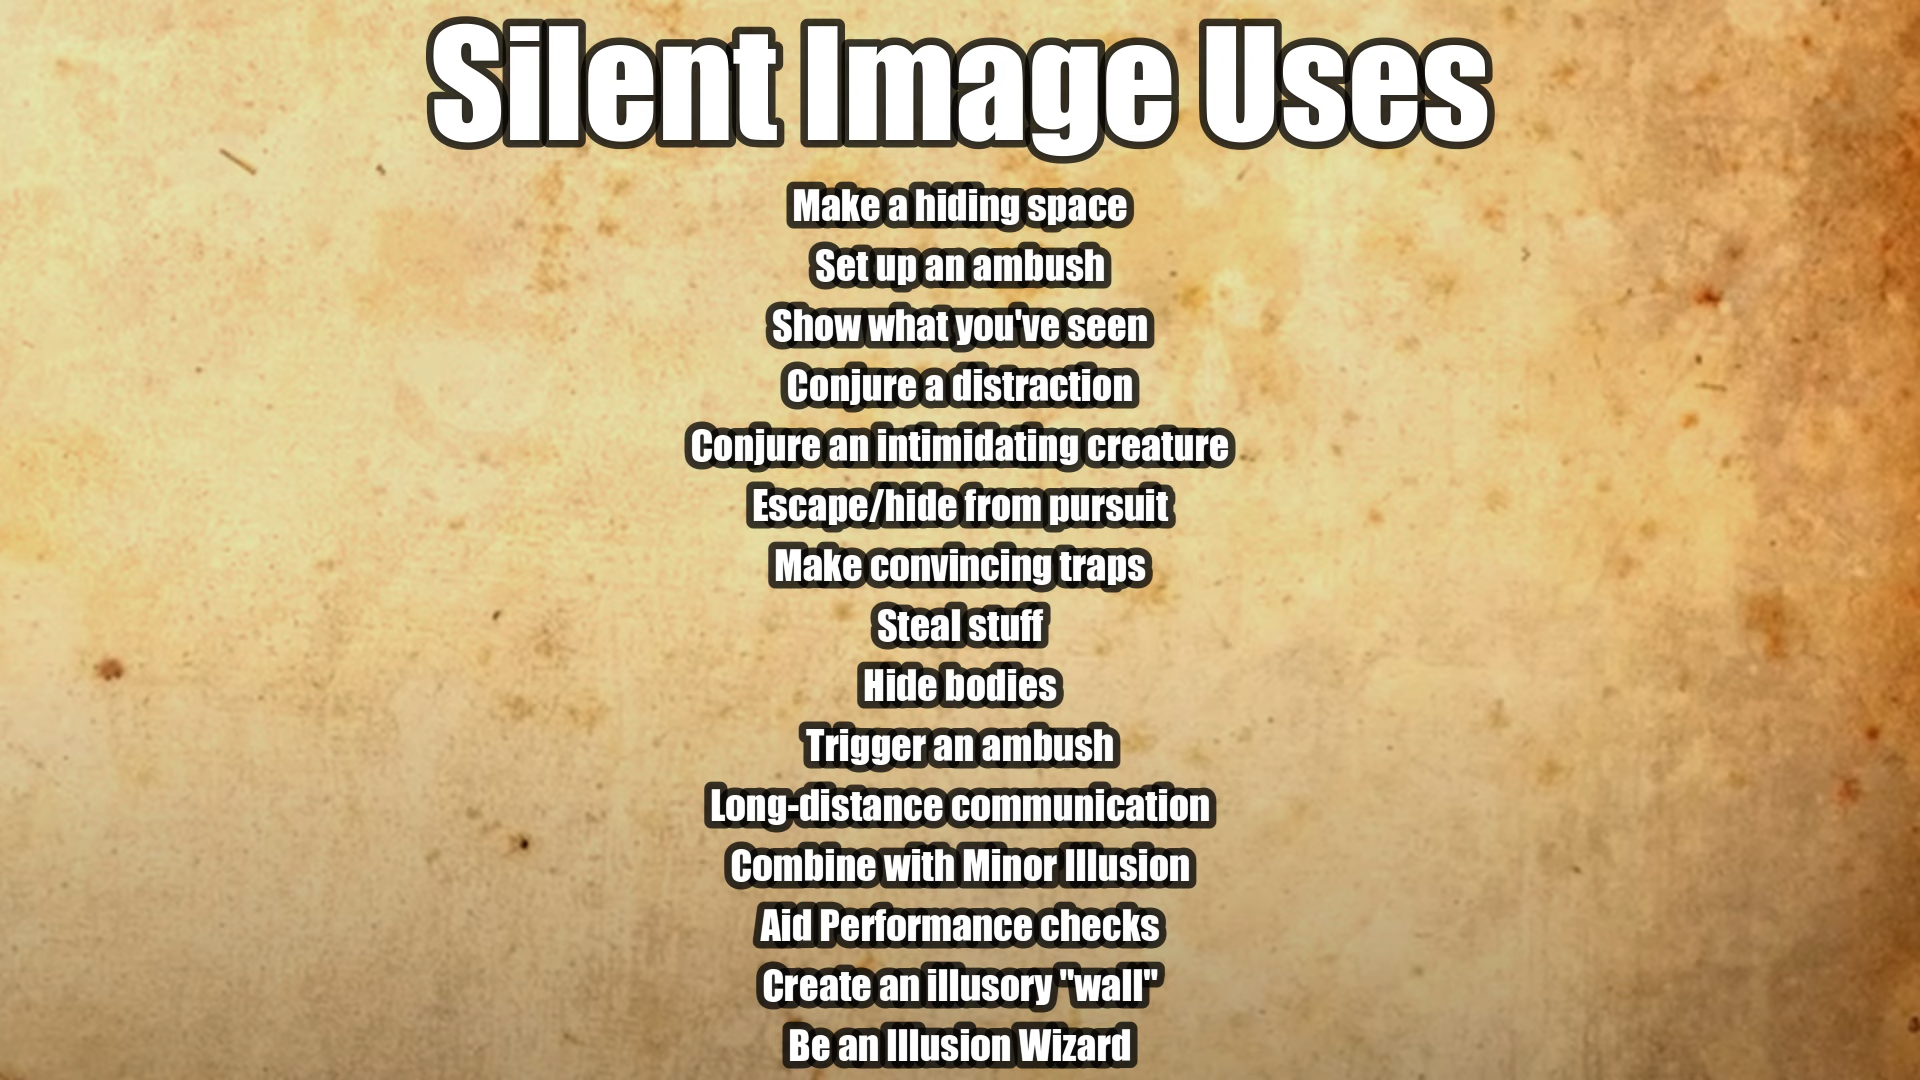 Silent Image Uses
Make a hiding space
Set up an ambush
Show what you've seen
Conjure a distraction
Conjure an intimidating creature
Escape/hide from pursuit
Make convincing traps
Steal stuff
Hide bodies
Trigger an ambush
Long-distance communication
Combine with Minor Illusion
Aid Performance checks
Create an illusory "wall"
Be an Illusion Wizard